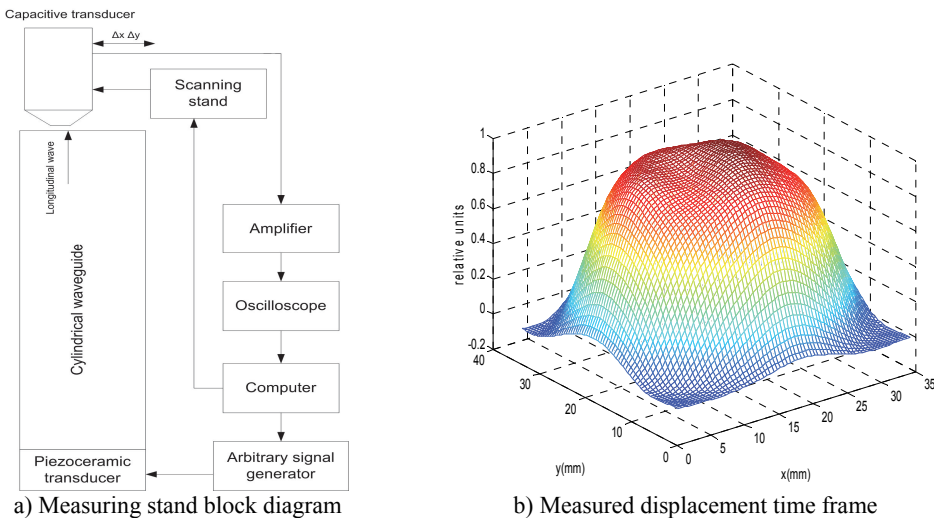 Capacitive transducer
Δx Δy
Scanning
stand
Longitudinal wave
Cylindrical waveguide
Amplifier
Oscilloscope
Computer
Arbitrary signal
generator
Piezoceramic
transducer
a) Measuring stand block diagram
1
0.8
0.6
0.4
0.2
0
-0.2
relative units
40
30
20
10
0
y(mm)
0
5
10
15
20
25
30
35
x(mm)
b) Measured displacement time frame